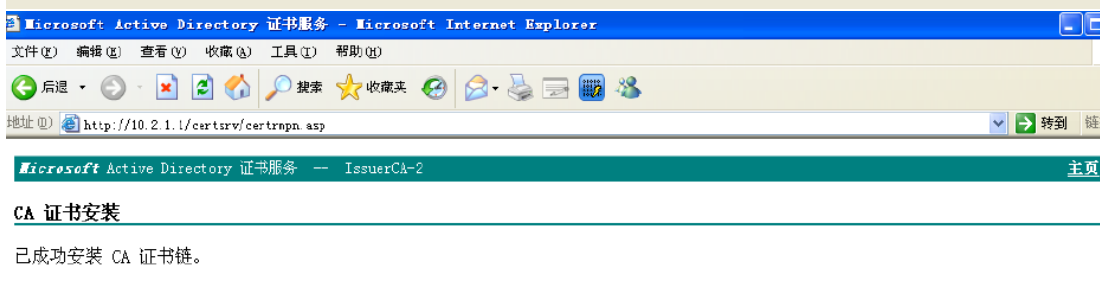 Microsoft Active Directory 证书服务 - Microsoft Internet Explorer
文件(F) 编辑(E) 查看(V) 收藏(A) 工具(T) 帮助(H)
后退 搜索 收藏夹
地址(D) http://10.2.1.1/certsrv/certrmpn.asp 转到 链
Microsoft Active Directory 证书服务 -- IssuerCA-2 主页
CA 证书安装
已成功安装 CA 证书链。